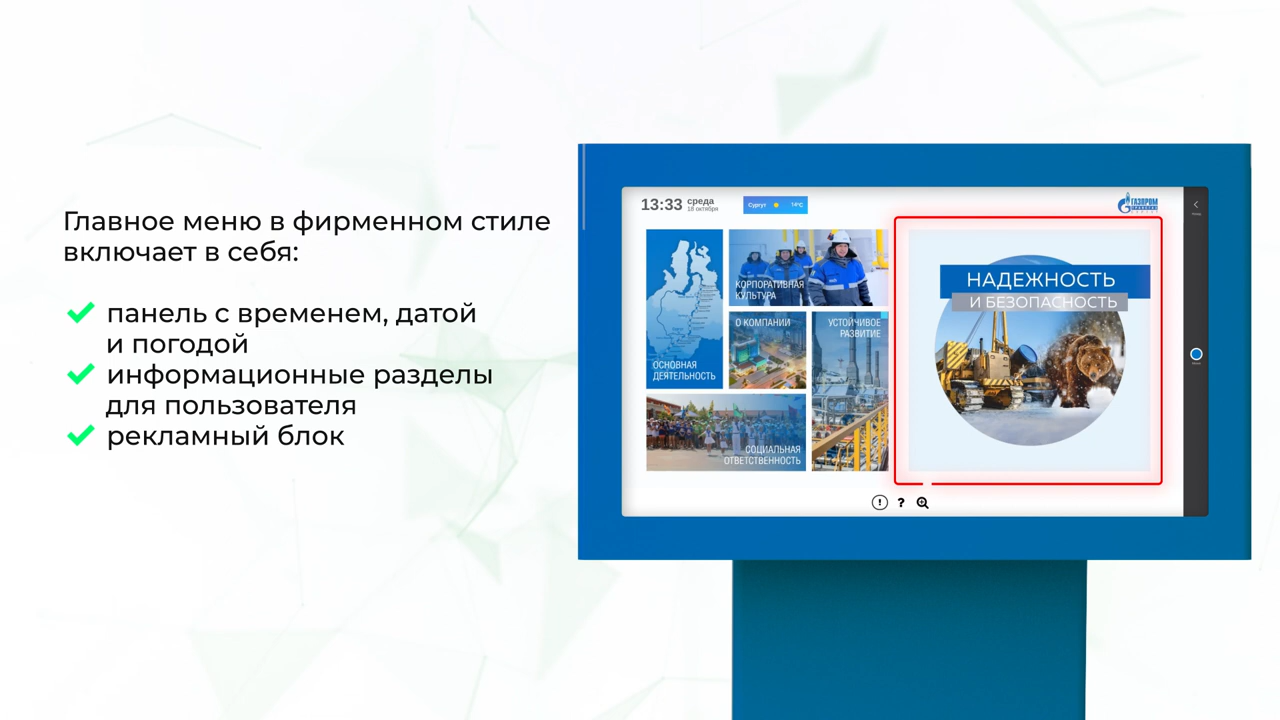 Главное меню в фирменном стиле
включает в себя:
панель с временем, датой
и погодой
информационные разделы
для пользователя
рекламный блок
13:33 среда
18 октября
Сургут 14°C
ГАЗПРОМ
ОСНОВНАЯ
ДЕЯТЕЛЬНОСТЬ
КОРПОРАТИВНАЯ
КУЛЬТУРА
О КОМПАНИИ
УСТОЙЧИВОЕ
РАЗВИТИЕ
СОЦИАЛЬНАЯ
ОТВЕТСТВЕННОСТЬ
НАДЕЖНОСТЬ
И БЕЗОПАСНОСТЬ
! ?